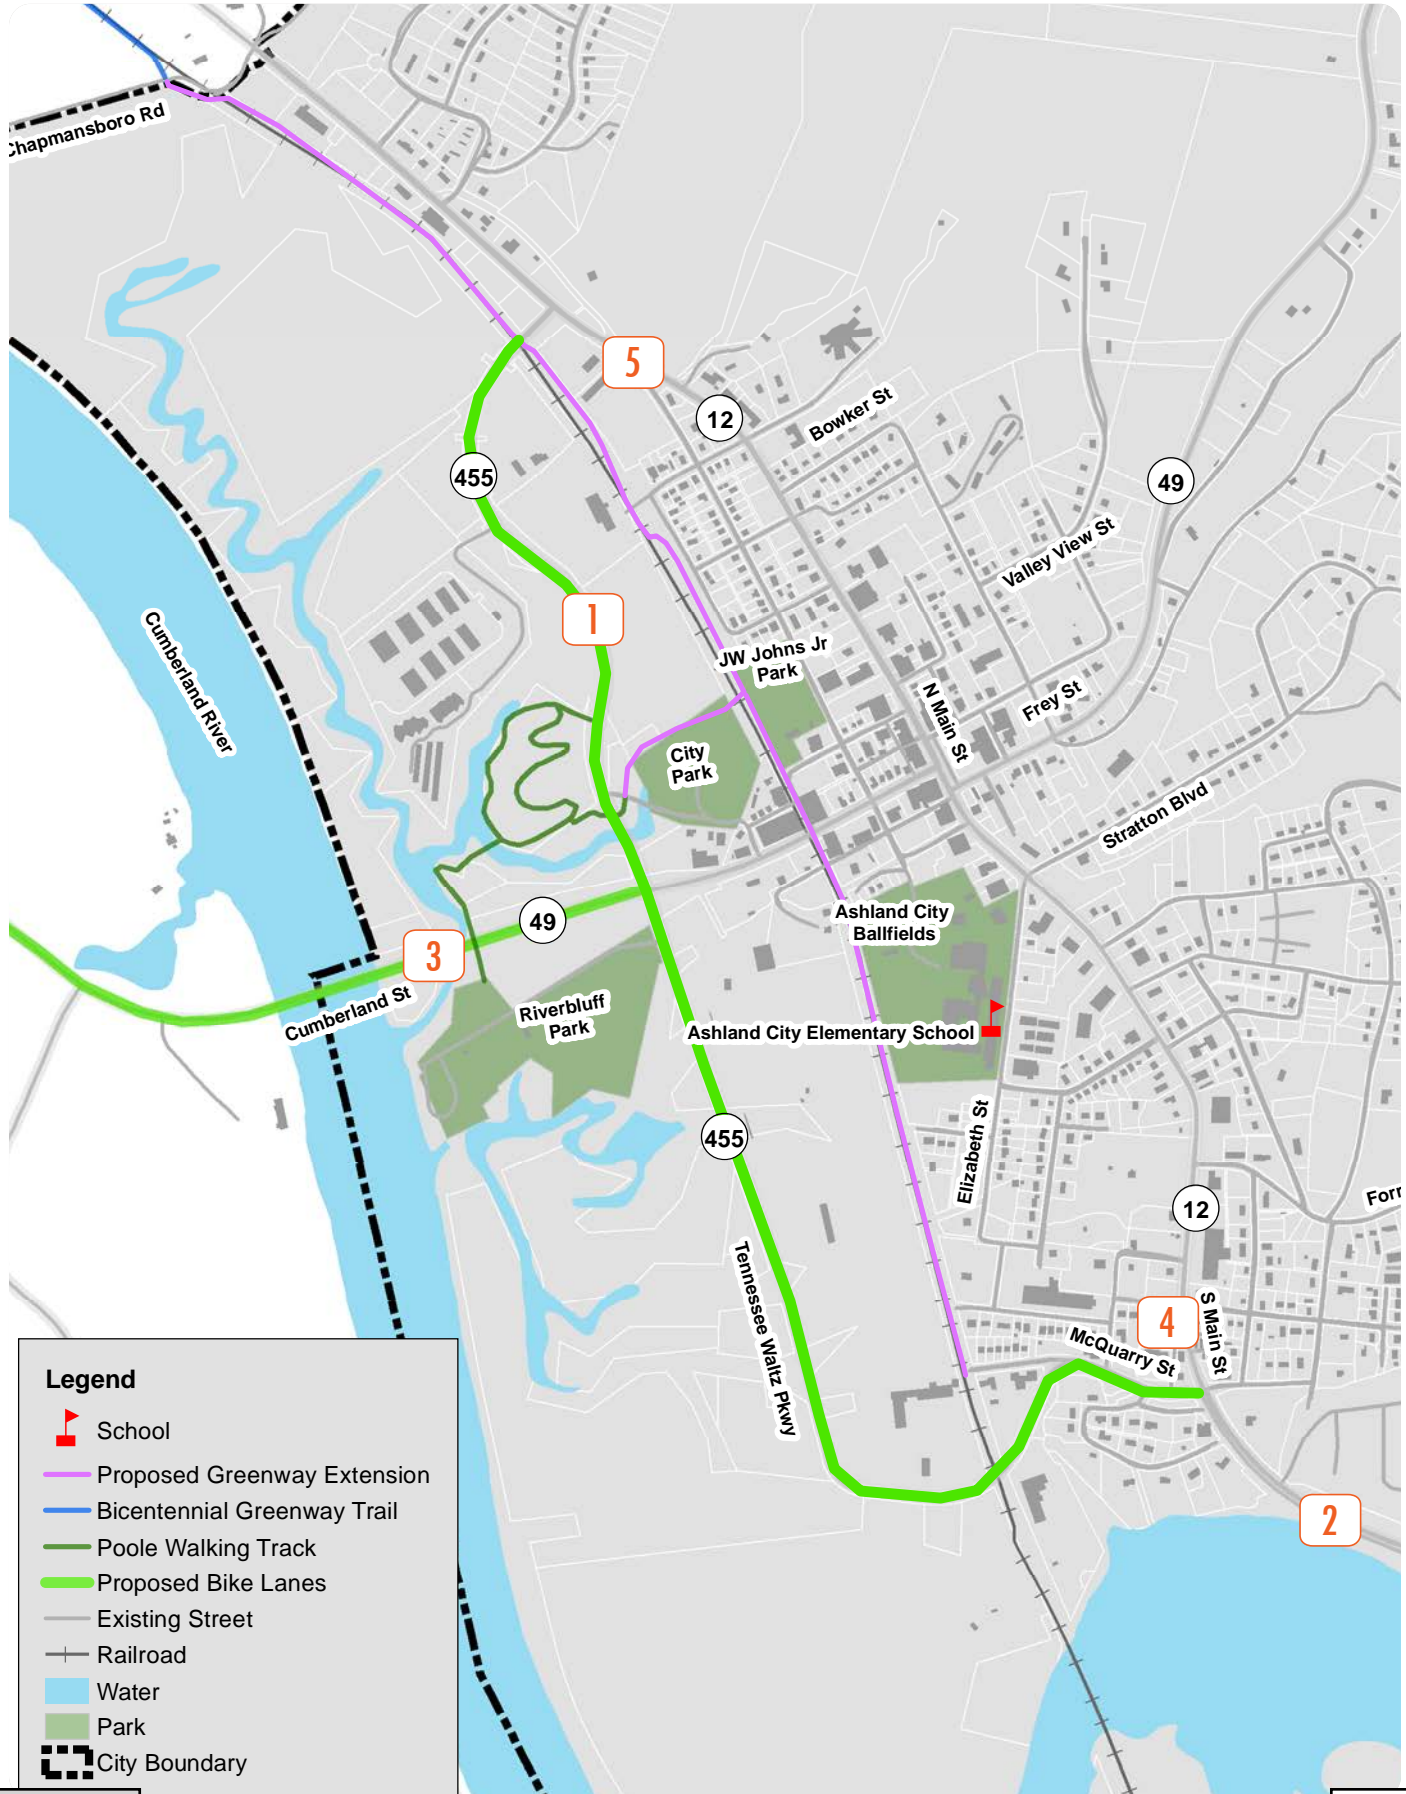 Chapmansboro Rd
5
12
Bowker St
455
49
Valley View St
1
Cumberland River
JW Johns Jr
Park
N Main St
Frey St
City
Park
Stratton Blvd
49
Ashland City
Ballfields
3
Cumberland St
Riverbluff
Park
Ashland City Elementary School
455
Elizabeth St
12
Forr
Tennessee Waltz Pkwy
4
S Main St
McQuarry St
2
Legend
School
Proposed Greenway Extension
Bicentennial Greenway Trail
Poole Walking Track
Proposed Bike Lanes
Existing Street
Railroad
Water
Park
City Boundary